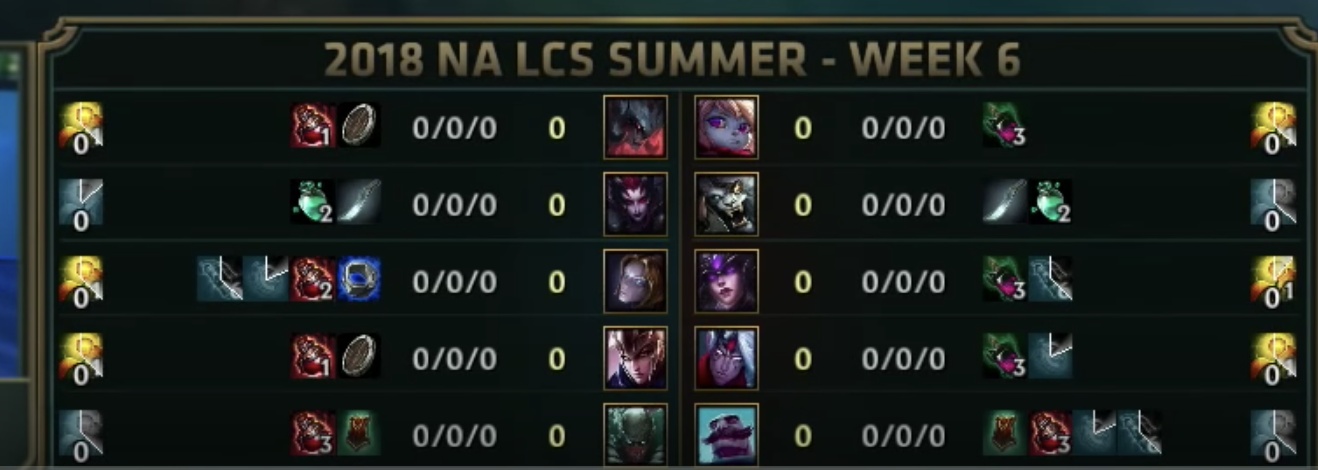 2018 NA LCS SUMMER - WEEK 6
0 1 0/0/0 0 0 0/0/0 3 0
0 2 0/0/0 0 0 0/0/0 2 0
0 2 0/0/0 0 0 0/0/0 3 0 1
0 1 0/0/0 0 0 0/0/0 3 0
0 3 0/0/0 0 0 0/0/0 3 0